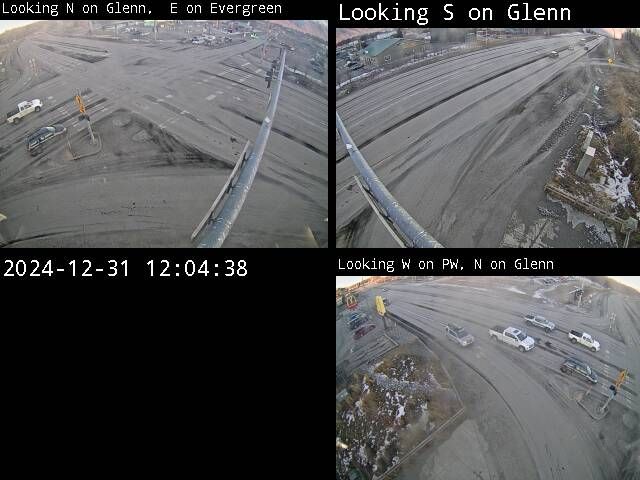 Looking N on Glenn,  E on Evergreen
Looking S on Glenn
2024-12-31 12:04:38
Looking W on PW, N on Glenn